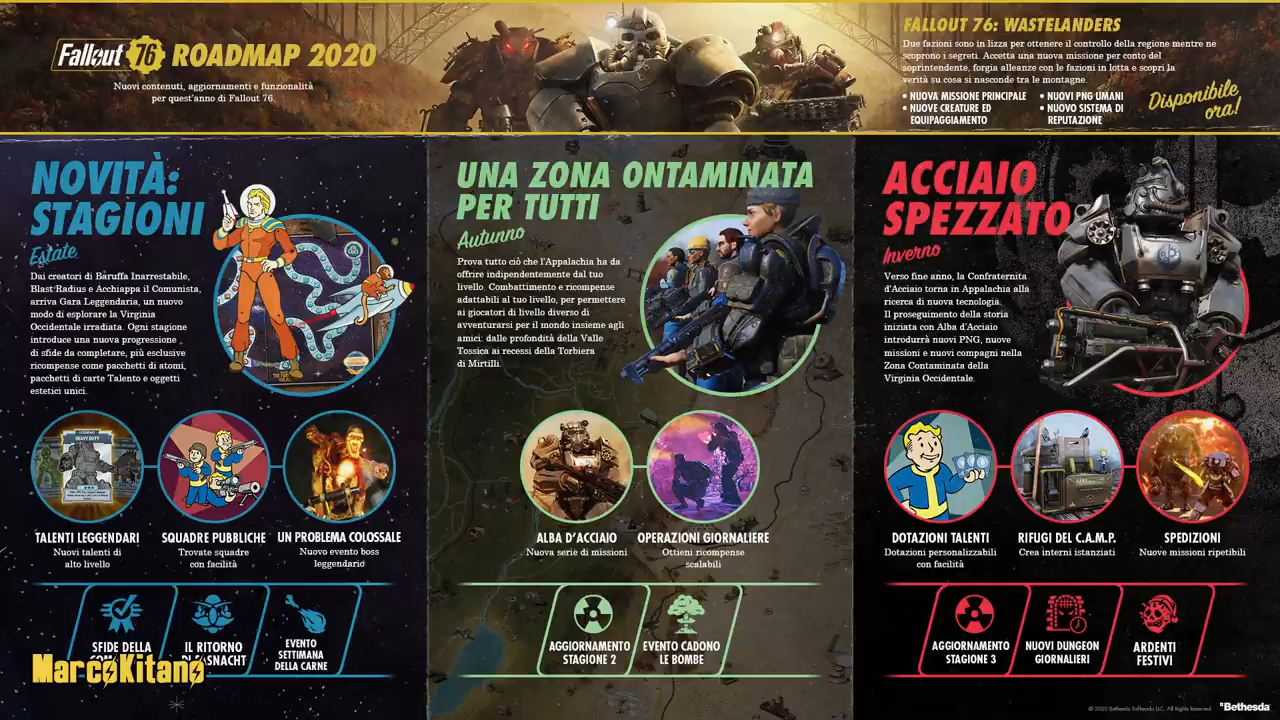 Fallout 76 ROADMAP 2020
Nuovi contenuti, aggiornamenti e funzionalità
per quest'anno di Fallout 76.
FALLOUT 76: WASTELANDERS
Due fazioni sono in lizza per ottenere il controllo della regione mentre ne
scoprono i segreti. Accetta una nuova missione per conto del
soprintendente, forgia alleanze con le fazioni in lotta e scopri la
verità su cosa si nasconde tra le montagne.
• NUOVA MISSIONE PRINCIPALE
• NUOVE CREATURE ED
EQUIPAGGIAMENTO
• NUOVI PNG UMANI
• NUOVO SISTEMA DI
REPUTAZIONE
Disponibile
ora!
NOVITÀ:
STAGIONI
Estate
Dai creatori di Baruffa Inarrestabile,
Blast Radius e Acchiappa il Comunista,
arriva Gara Leggendaria, un nuovo
modo di esplorare la Virginia
Occidentale irradiata. Ogni stagione
introduce una nuova progressione
di sfide da completare, più esclusive
ricompense come pacchetti di atomi,
pacchetti di carte Talento e oggetti
estetici unici.
HEAVY DUTY
TALENTI LEGGENDARI
Nuovi talenti di
alto livello
SQUADRE PUBBLICHE
Trovate squadre
con facilità
UN PROBLEMA COLOSSALE
Nuovo evento boss
leggendario
SFIDE DELLA
IL RITORNO
EVENTO
SETTIMANA
DELLA CARNE
MarcoKitano
UNA ZONA ONTAMINATA
PER TUTTI
Autunno
Prova tutto ciò che l'Appalachia ha da
offrire indipendentemente dal tuo
livello. Combattimento e ricompense
adattabili al tuo livello, per permettere
ai giocatori di livello diverso di
avventurarsi per il mondo insieme agli
amici. dalle profondità della Valle
Tossica ai recessi della Torbiera
di Mirtilli.
ALBA D'ACCIAIO
Nuova serie di missioni
OPERAZIONI GIORNALIERE
Ottieni ricompense
scalabili
AGGIORNAMENTO
STAGIONE 2
EVENTO CADONO
LE BOMBE
ACCIAIO
SPEZZATO
Inverno
Verso fine anno, la Confraternita
d'Acciaio torna in Appalachia alla
ricerca di nuova tecnologia.
Il proseguimento della storia
iniziata con Alba d'Acciaio
introdurrà nuovi PNG, nuove
missioni e nuovi compagni nella
Zona Contaminata della
Virginia Occidentale.
DOTAZIONI TALENTI
Dotazioni personalizzabili
con facilità
RIFUGI DEL C.A.M.P.
Crea interni istanziati
SPEDIZIONI
Nuove missioni ripetibili
AGGIORNAMENTO
STAGIONE 3
NUOVI DUNGEON
GIORNALIERI
ARDENTI
FESTIVI
© 2020 Bethesda Softworks LLC. All Rights Reserved.
Bethesda